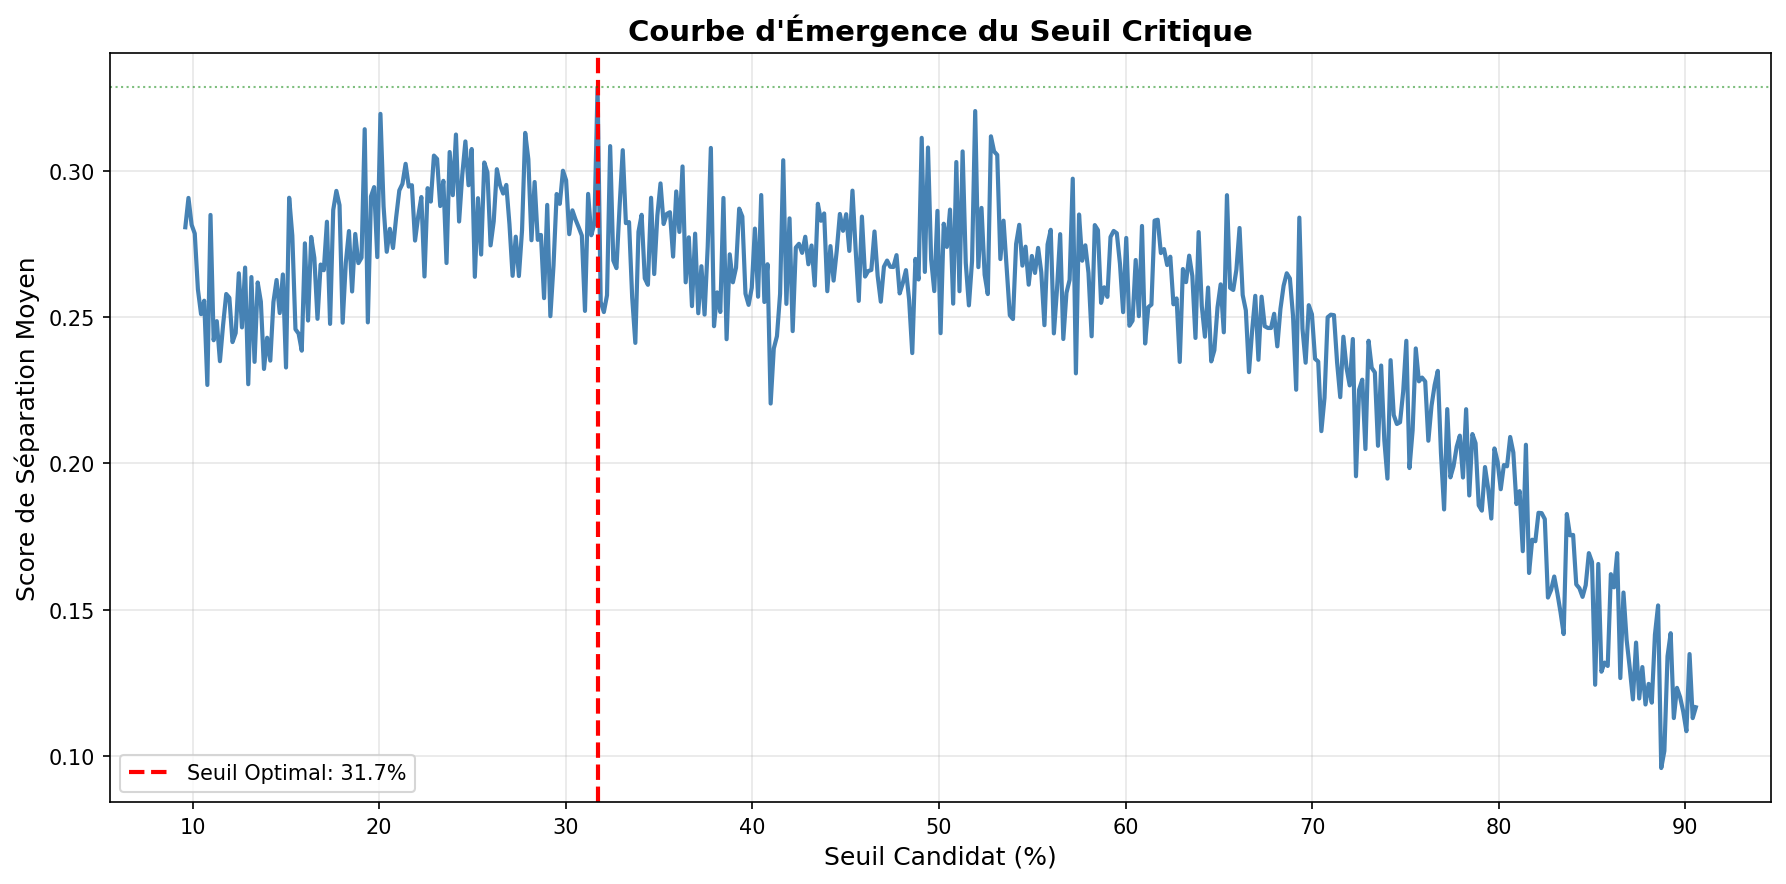 Courbe d'Émergence du Seuil Critique
Score de Séparation Moyen
0.30
0.25
0.20
0.15
0.10
Seuil Optimal: 31.7%
10 20 30 40 50 60 70 80 90
Seuil Candidat (%)